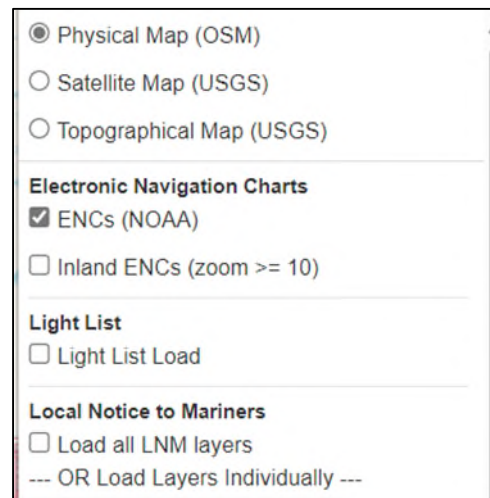 Physical Map (OSM)
Satellite Map (USGS)
Topographical Map (USGS)
Electronic Navigation Charts
ENCs (NOAA)
Inland ENCs (zoom >= 10)
Light List
Light List Load
Local Notice to Mariners
Load all LNM layers
--- OR Load Layers Individually ---